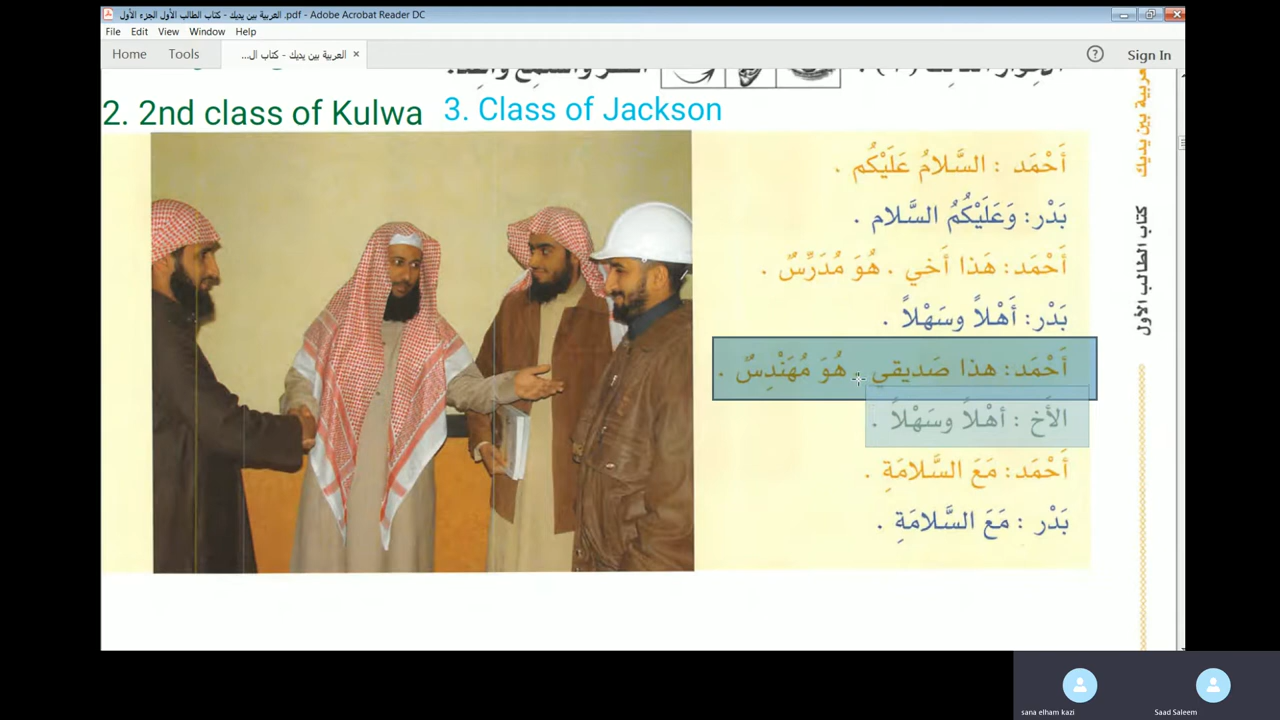 العربية بين يديك - كتاب الطالب الأول الجزء الأول .pdf - Adobe Acrobat Reader DC
File Edit View Window Help
Home Tools العربية بين يديك - كتاب ال... × ? Sign In
2. 2nd class of Kulwa 3. Class of Jackson
أَحْمَد : السَّلامُ عَلَيْكُم .
بَدْر: وَعَلَيْكُمُ السَّلام .
أَحْمَد: هَذا أَخي . هُوَ مُدَرِّسٌ .
بَدْر: أَهْلاً وسَهْلاً .
أَحْمَد: هذا صَديقي . هُوَ مُهَنْدِسٌ .
الأَخ : أهْلاً وسَهْلاً .
أَحْمَد: مَعَ السَّلامَةِ .
بَدْر : مَعَ السَّلامَةِ .
كتاب الطالب الأول
بين يديك
sana elham kazi
Saad Saleem